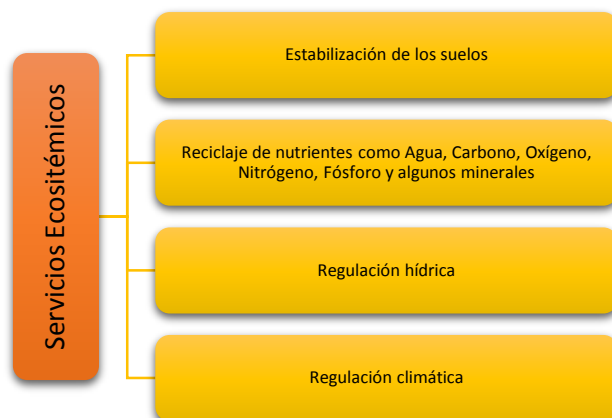 Servicios Ecositémicos
Estabilización de los suelos
Reciclaje de nutrientes como Agua, Carbono, Oxígeno,
Nitrógeno, Fósforo y algunos minerales
Regulación hídrica
Regulación climática